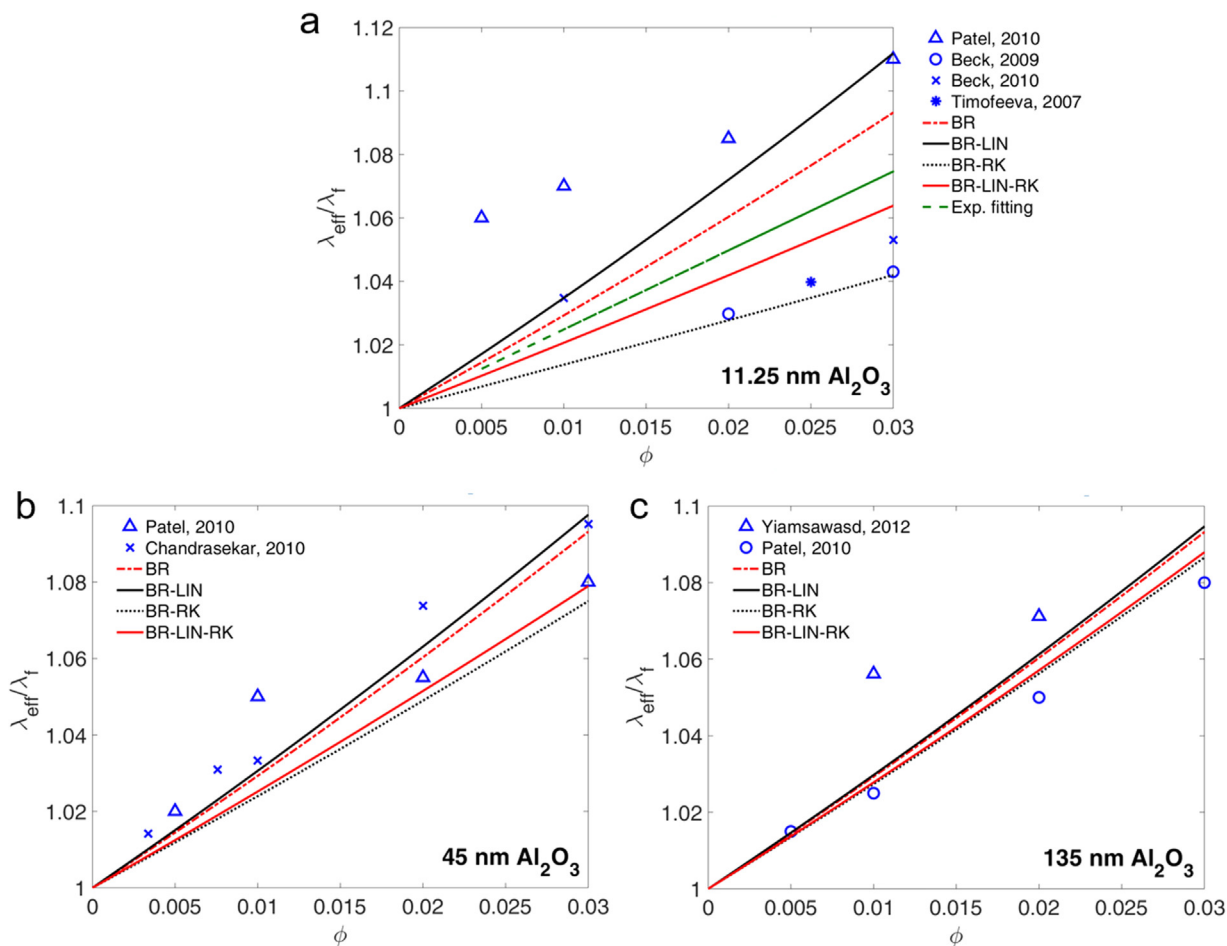 a
1.12
1.1
1.08
1.06
1.04
1.02
1
λeff/λf
0
0.005
0.01
0.015
0.02
0.025
0.03
ϕ
11.25 nm Al2O3
Patel, 2010
Beck, 2009
Beck, 2010
Timofeeva, 2007
BR
BR-LIN
BR-RK
BR-LIN-RK
Exp. fitting
b
1.1
1.08
1.06
1.04
1.02
1
λeff/λf
Patel, 2010
Chandrasekar, 2010
BR
BR-LIN
BR-RK
BR-LIN-RK
45 nm Al2O3
0
0.005
0.01
0.015
0.02
0.025
0.03
ϕ
c
1.1
1.08
1.06
1.04
1.02
1
λeff/λf
Yiamsawasd, 2012
Patel, 2010
BR
BR-LIN
BR-RK
BR-LIN-RK
135 nm Al2O3
0
0.005
0.01
0.015
0.02
0.025
0.03
ϕ